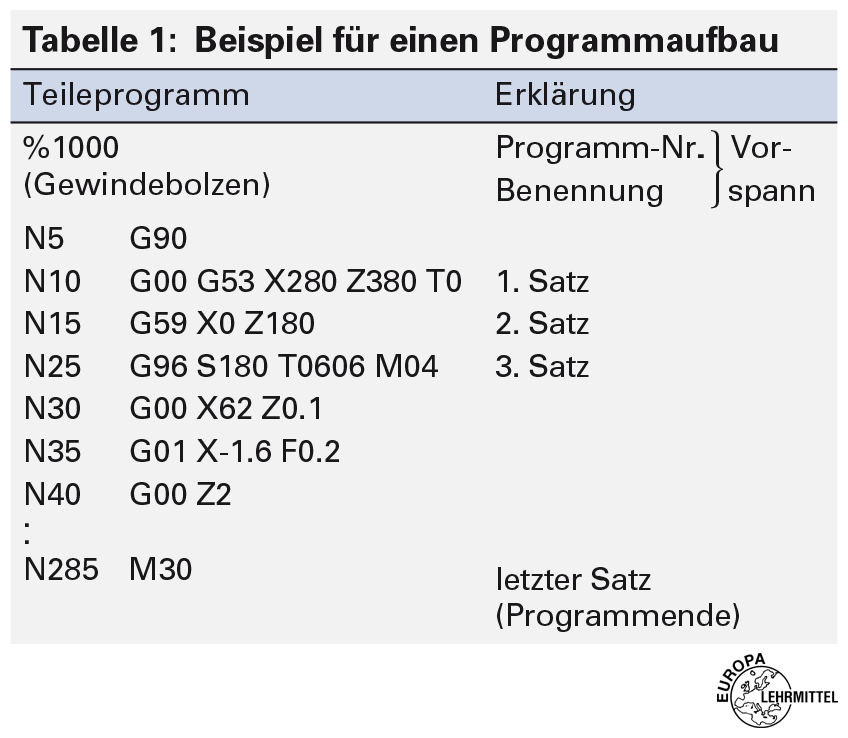 Tabelle 1: Beispiel für einen Programmaufbau
Teileprogramm Erklärung
%1000 Programm-Nr. Vor-
(Gewindebolzen) Benennung spann
N5 G90
N10 G00 G53 X280 Z380 T0 1. Satz
N15 G59 X0 Z180 2. Satz
N25 G96 S180 T0606 M04 3. Satz
N30 G00 X62 Z0.1
N35 G01 X-1.6 F0.2
N40 G00 Z2
:
N285 M30 letzter Satz
(Programmende)
EUROPA
LEHRMITTEL